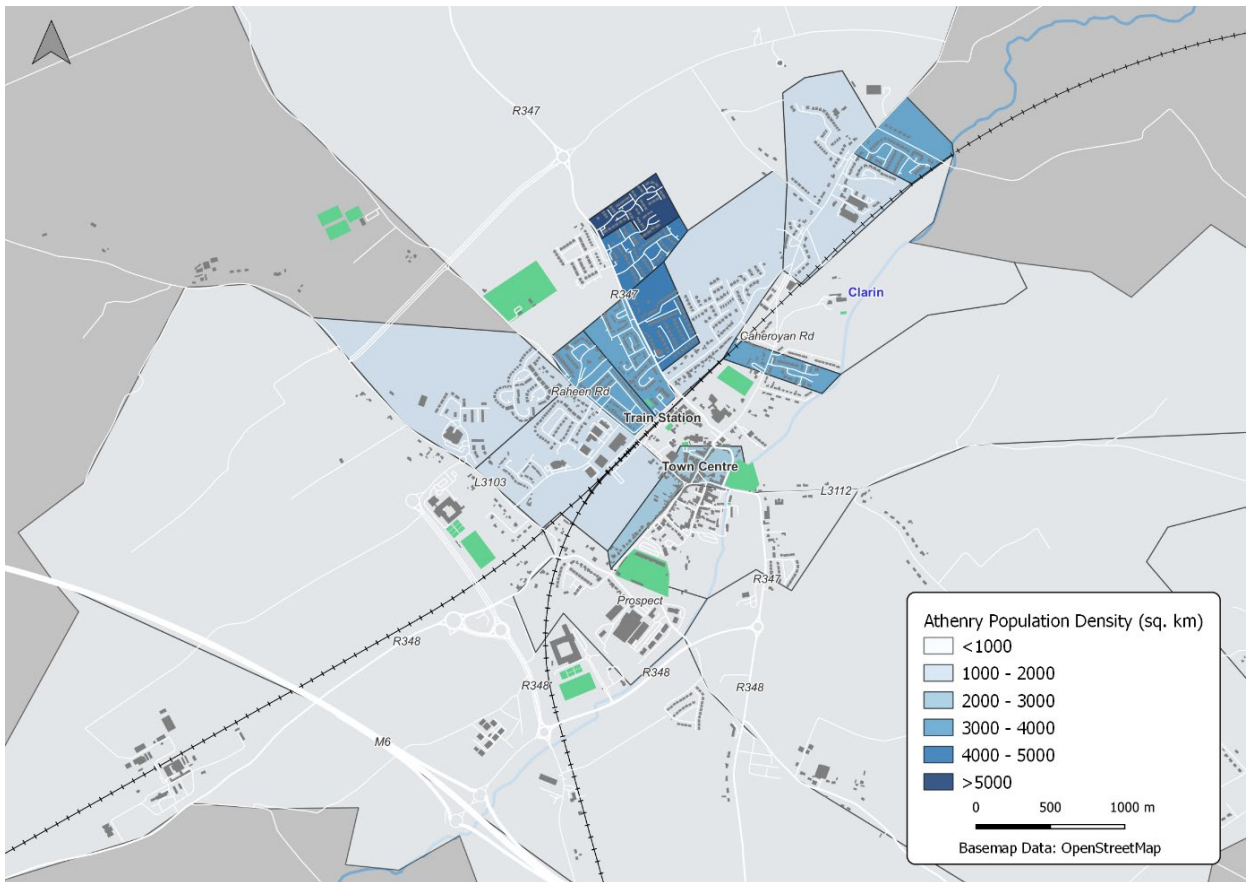 R347
Clarin
R347
Caheroyan Rd
Raheen Rd
Train Station
Town Centre
L3103
L3112
R347
Prospect
R348
R348
R348
R348
M6
Athenry Population Density (sq. km)
<1000
1000 - 2000
2000 - 3000
3000 - 4000
4000 - 5000
>5000
0 500 1000 m
Basemap Data: OpenStreetMap